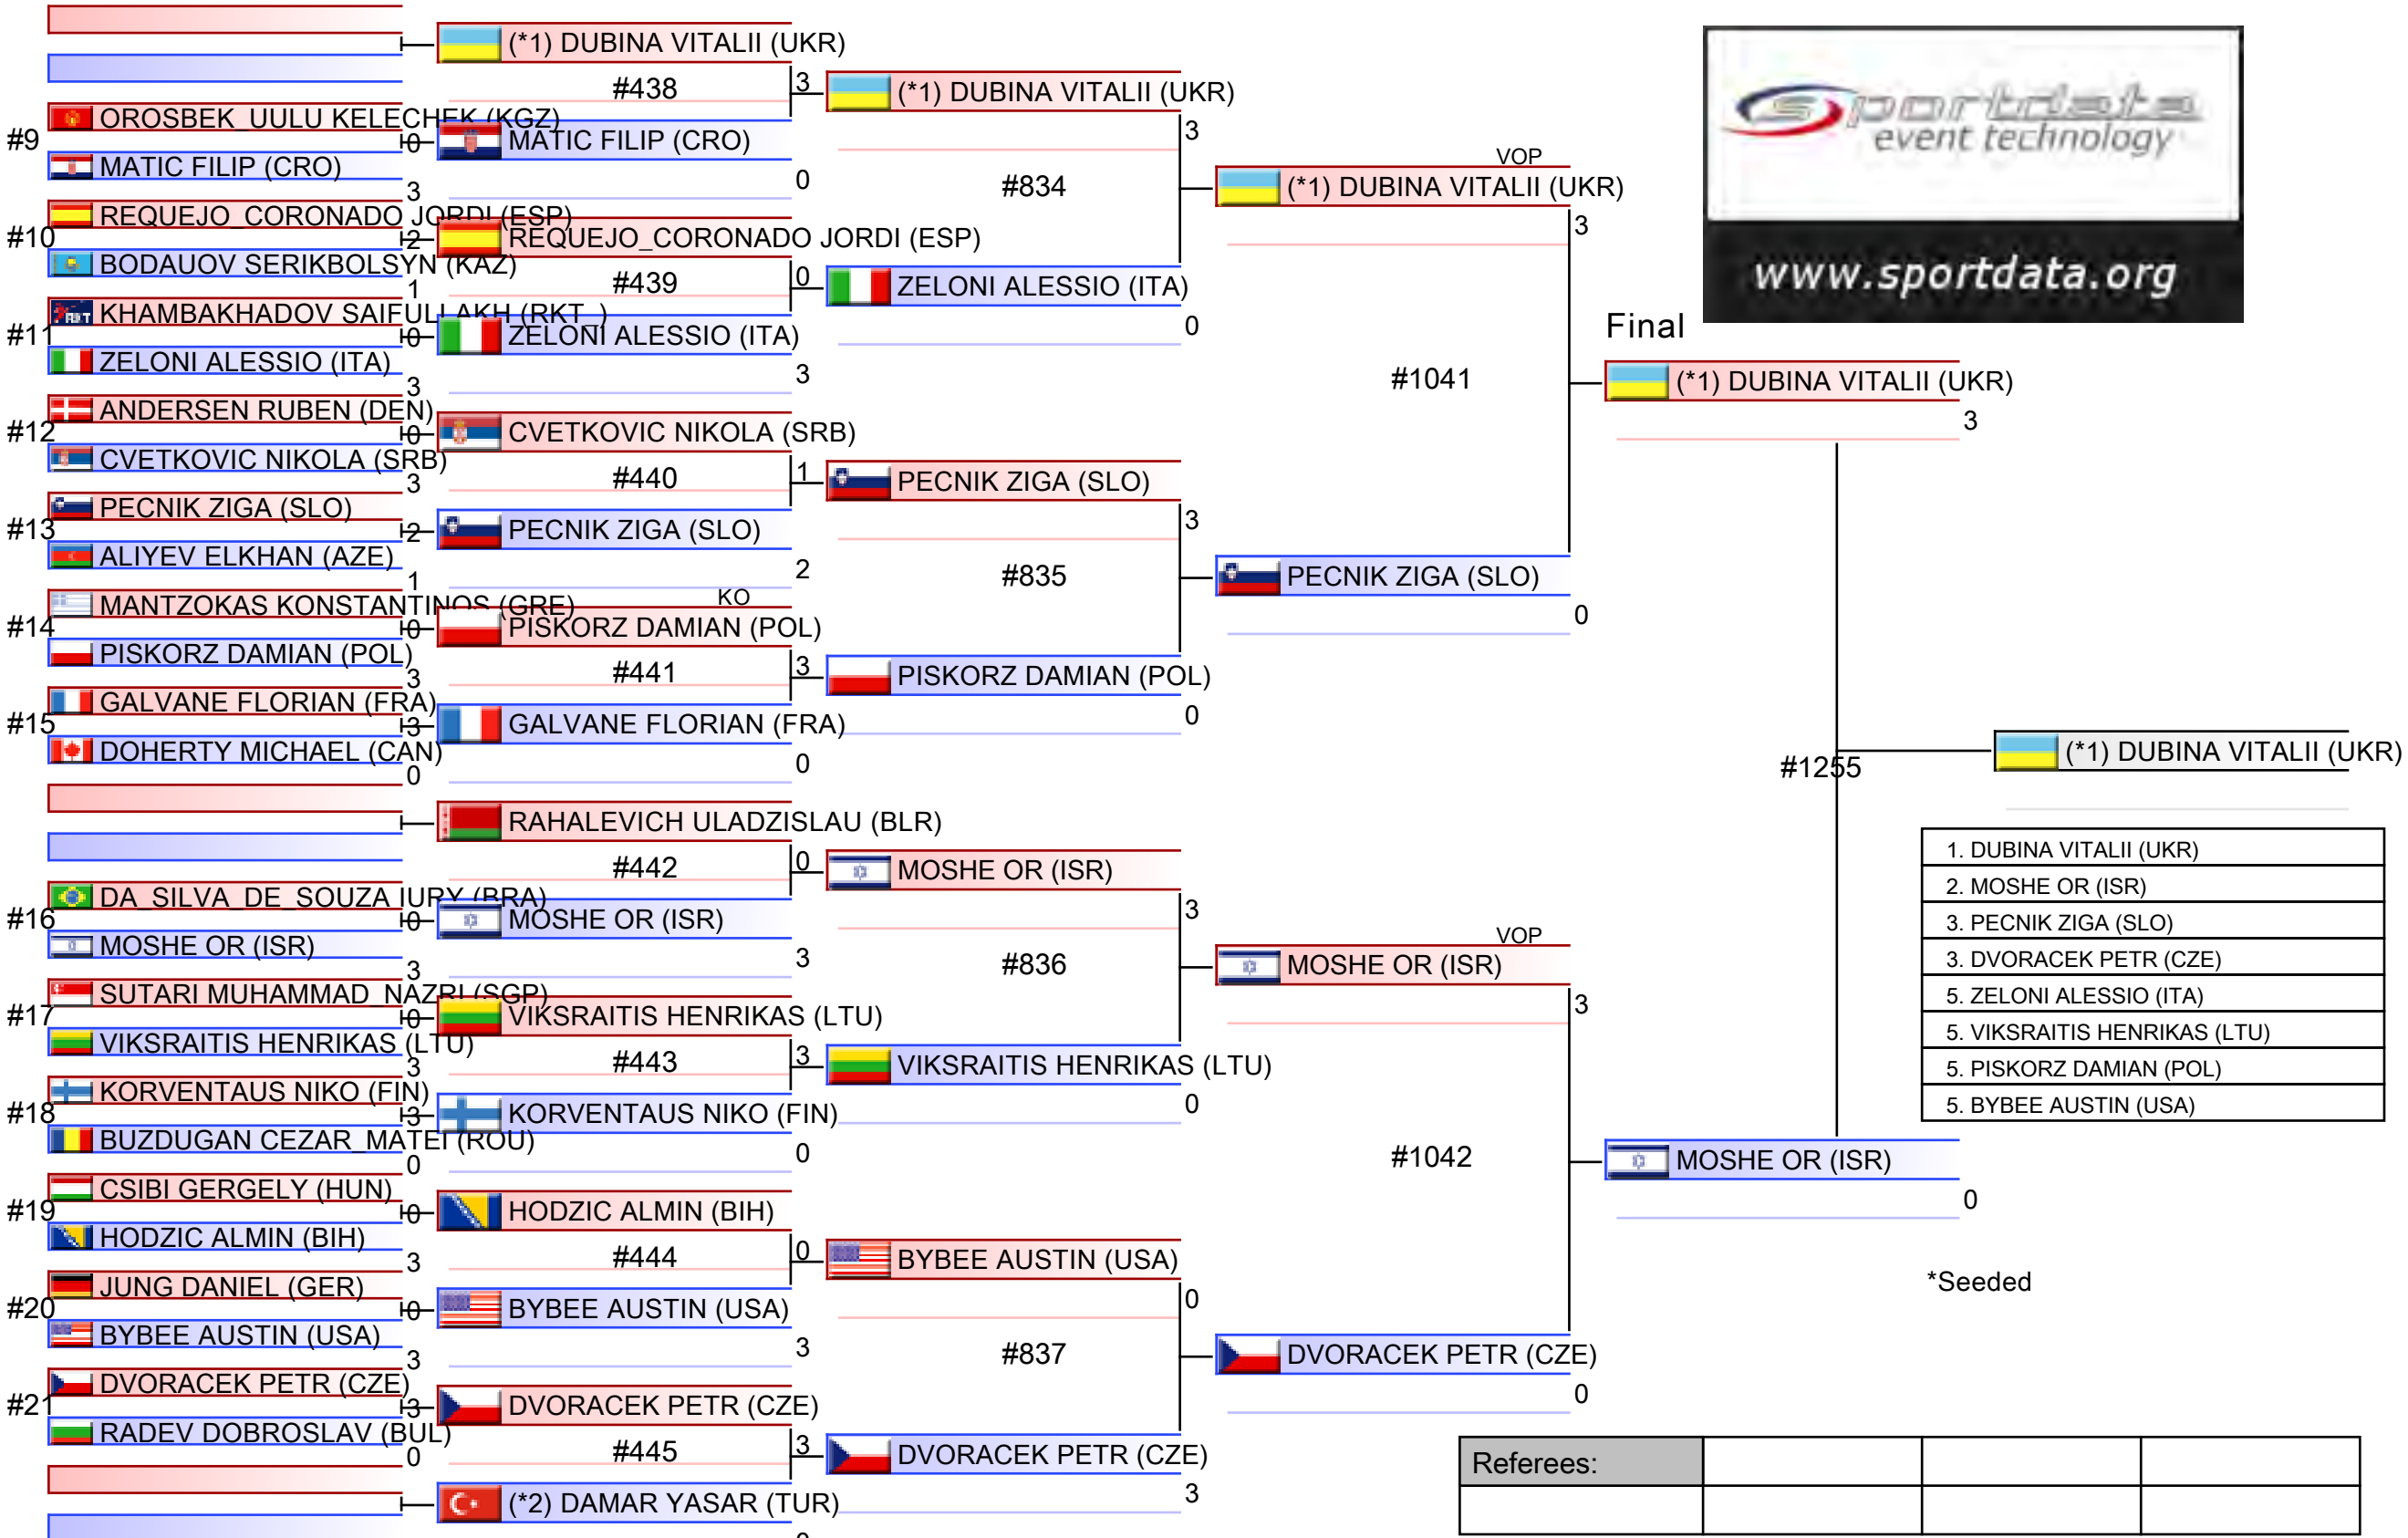 (*1) DUBINA VITALII (UKR)
#438
3
(*1) DUBINA VITALII (UKR)
#9
OROSBEK_UULU KELECHEK (KGZ)
0
MATIC FILIP (CRO)
3
MATIC FILIP (CRO)
0
3
#834
VOP
(*1) DUBINA VITALII (UKR)
3
sportdata
event technology
www.sportdata.org
#10
REQUEJO_CORONADO JORDI (ESP)
2
BODAUOV SERIKBOLSYN (KAZ)
1
REQUEJO_CORONADO JORDI (ESP)
#439
0
ZELONI ALESSIO (ITA)
0
#11
KHAMBAKHADOV SAIFULLAKH (RKT_)
0
ZELONI ALESSIO (ITA)
3
ZELONI ALESSIO (ITA)
3
#1041
Final
(*1) DUBINA VITALII (UKR)
3
#12
ANDERSEN RUBEN (DEN)
0
CVETKOVIC NIKOLA (SRB)
3
CVETKOVIC NIKOLA (SRB)
#440
1
PECNIK ZIGA (SLO)
3
#13
PECNIK ZIGA (SLO)
2
ALIYEV ELKHAN (AZE)
1
PECNIK ZIGA (SLO)
2
#835
PECNIK ZIGA (SLO)
0
#14
MANTZOKAS KONSTANTINOS (GRE)
0
PISKORZ DAMIAN (POL)
3
KO
PISKORZ DAMIAN (POL)
#441
3
PISKORZ DAMIAN (POL)
0
#15
GALVANE FLORIAN (FRA)
3
DOHERTY MICHAEL (CAN)
0
GALVANE FLORIAN (FRA)
0
#1255
(*1) DUBINA VITALII (UKR)
RAHALEVICH ULADZISLAU (BLR)
#442
0
MOSHE OR (ISR)
3
1. DUBINA VITALII (UKR)
2. MOSHE OR (ISR)
3. PECNIK ZIGA (SLO)
3. DVORACEK PETR (CZE)
5. ZELONI ALESSIO (ITA)
5. VIKSRAITIS HENRIKAS (LTU)
5. PISKORZ DAMIAN (POL)
5. BYBEE AUSTIN (USA)
#16
DA_SILVA_DE_SOUZA IURY (BRA)
0
MOSHE OR (ISR)
3
MOSHE OR (ISR)
3
#836
VOP
MOSHE OR (ISR)
3
#17
SUTARI MUHAMMAD_NAZRI (SGP)
0
VIKSRAITIS HENRIKAS (LTU)
3
VIKSRAITIS HENRIKAS (LTU)
#443
3
VIKSRAITIS HENRIKAS (LTU)
0
#18
KORVENTAUS NIKO (FIN)
3
BUZDUGAN CEZAR_MATEI (ROU)
0
KORVENTAUS NIKO (FIN)
0
#1042
MOSHE OR (ISR)
0
#19
CSIBI GERGELY (HUN)
0
HODZIC ALMIN (BIH)
3
HODZIC ALMIN (BIH)
#444
0
BYBEE AUSTIN (USA)
0
*Seeded
#20
JUNG DANIEL (GER)
0
BYBEE AUSTIN (USA)
3
BYBEE AUSTIN (USA)
3
#837
DVORACEK PETR (CZE)
0
#21
DVORACEK PETR (CZE)
3
RADEV DOBROSLAV (BUL)
0
DVORACEK PETR (CZE)
#445
3
DVORACEK PETR (CZE)
3
Referees:
(*2) DAMAR YASAR (TUR)